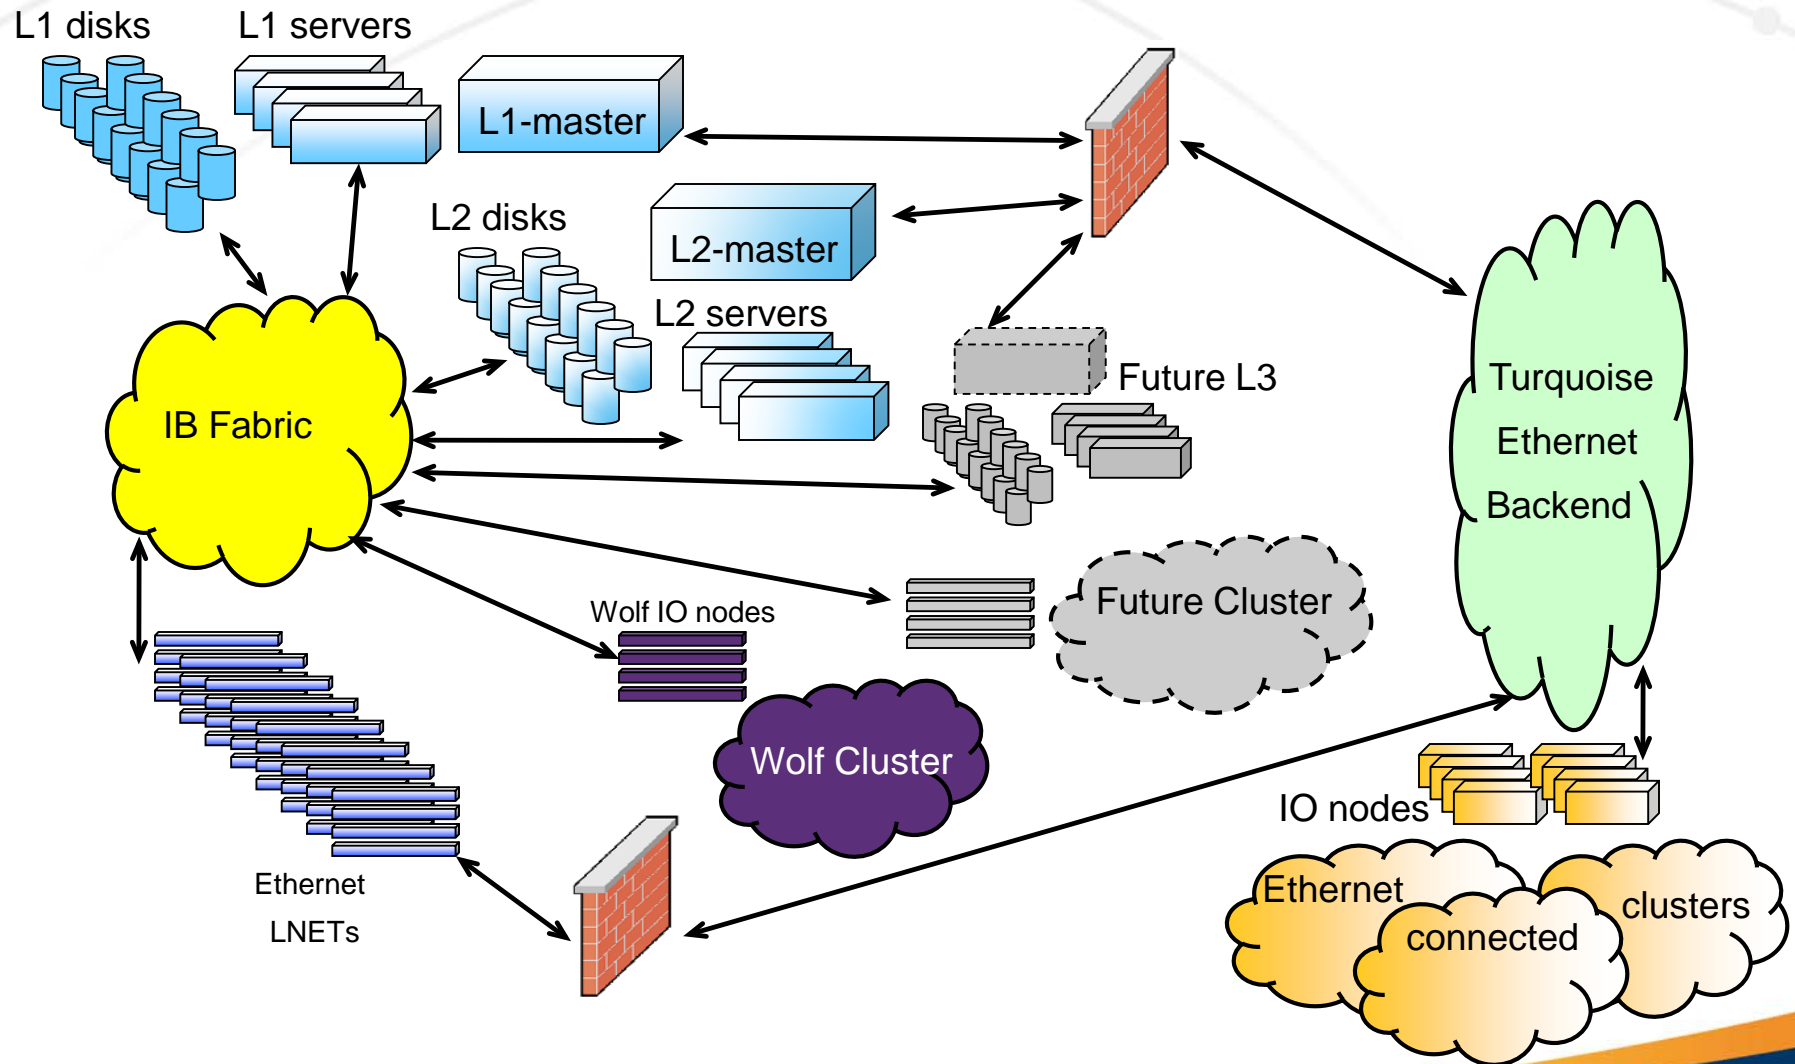 L1 disks
L1 servers
L1-master
L2 disks
L2-master
L2 servers
Future L3
IB Fabric
Turquoise
Ethernet
Backend
Future Cluster
Wolf IO nodes
Wolf Cluster
IO nodes
Ethernet
LNETs
Ethernet
connected
clusters